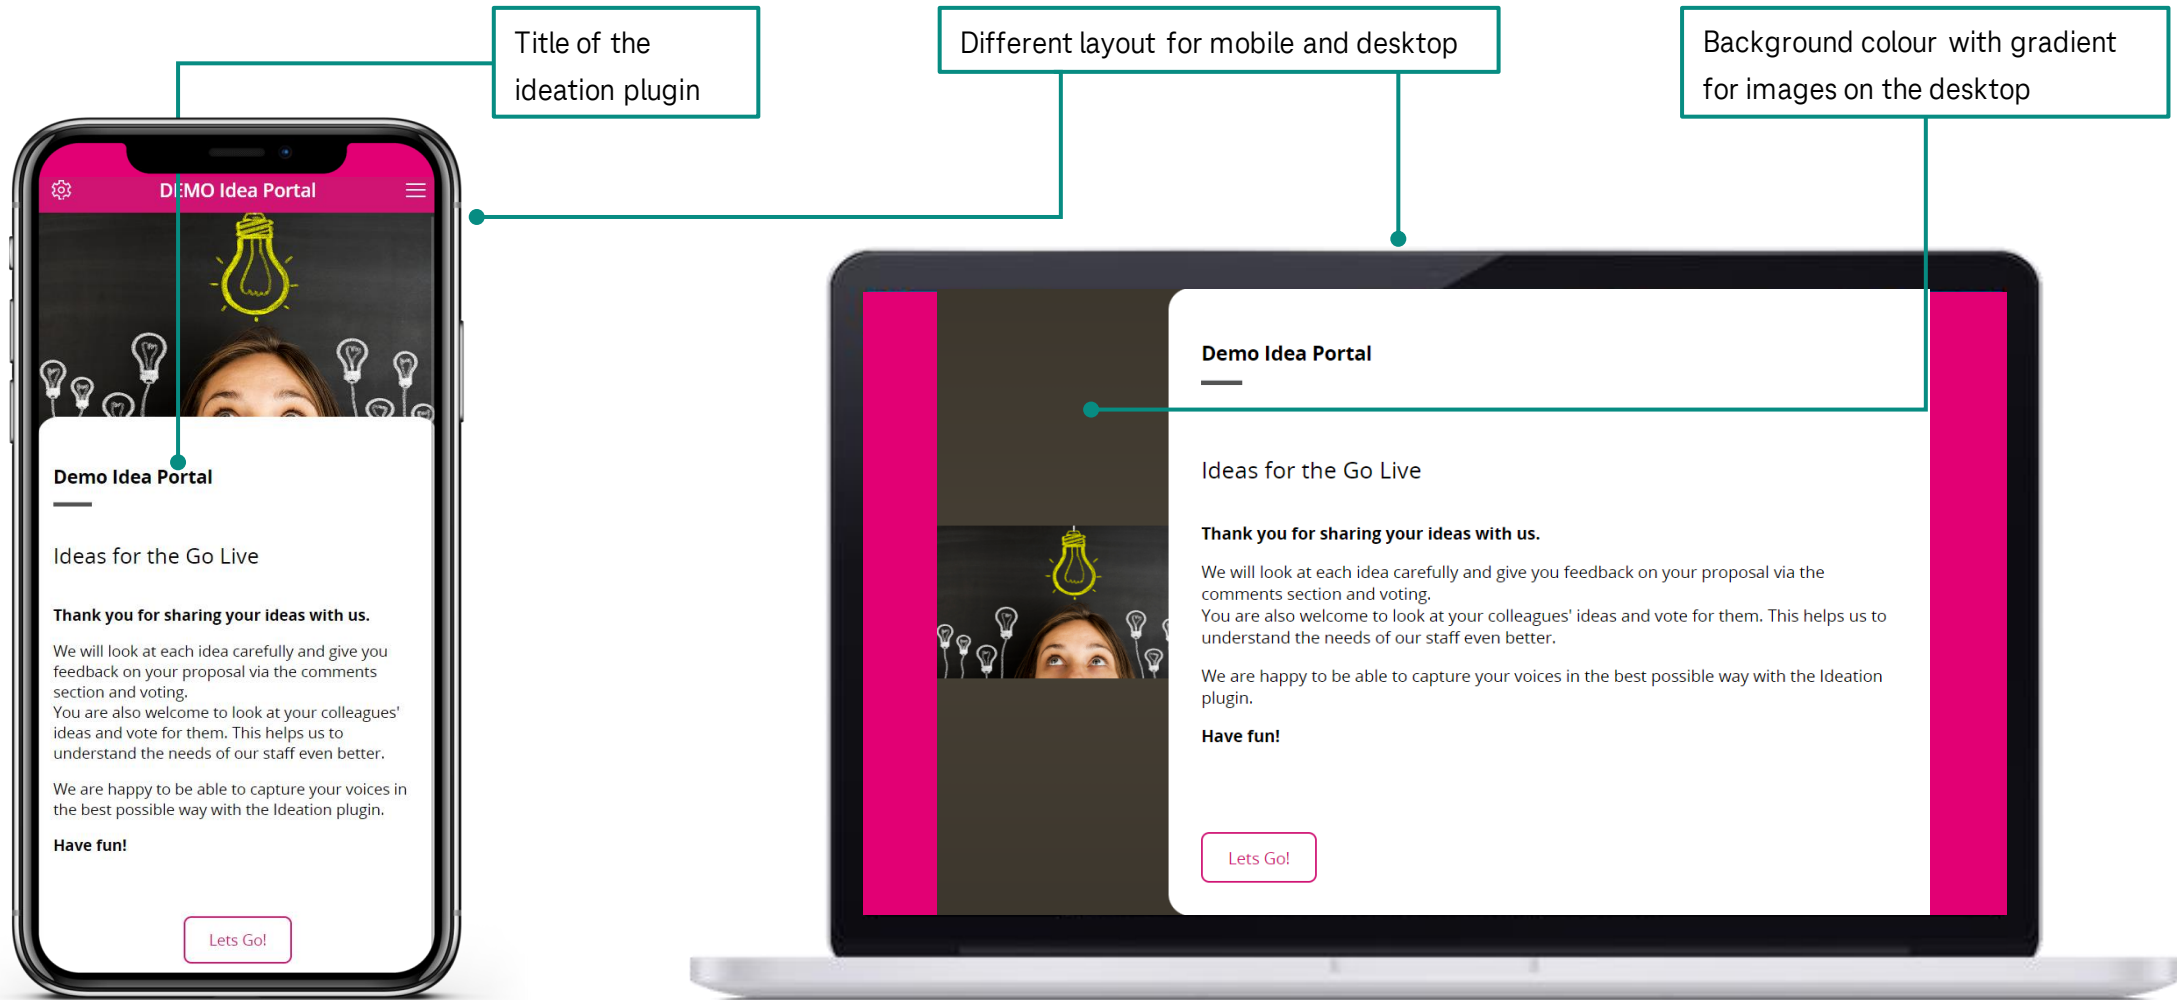 Title of the
ideation plugin
Different layout for mobile and desktop
Background colour with gradient
for images on the desktop
DEMO Idea Portal
Demo Idea Portal
Ideas for the Go Live
Thank you for sharing your ideas with us.
We will look at each idea carefully and give you
feedback on your proposal via the comments
section and voting.
You are also welcome to look at your colleagues'
ideas and vote for them. This helps us to
understand the needs of our staff even better.
We are happy to be able to capture your voices in
the best possible way with the Ideation plugin.
Have fun!
Lets Go!
Demo Idea Portal
Ideas for the Go Live
Thank you for sharing your ideas with us.
We will look at each idea carefully and give you feedback on your proposal via the
comments section and voting.
You are also welcome to look at your colleagues' ideas and vote for them. This helps us to
understand the needs of our staff even better.
We are happy to be able to capture your voices in the best possible way with the Ideation
plugin.
Have fun!
Lets Go!